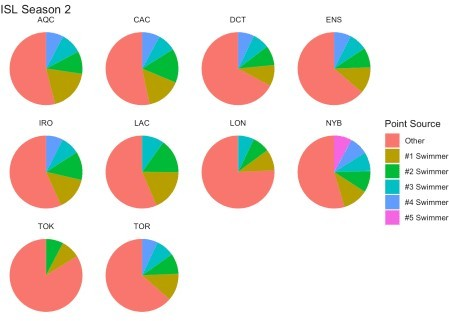 ISL Season 2
AQC
CAC
DCT
ENS
IRO
LAC
LON
NYB
TOK
TOR
Point Source
Other
#1 Swimmer
#2 Swimmer
#3 Swimmer
#4 Swimmer
#5 Swimmer